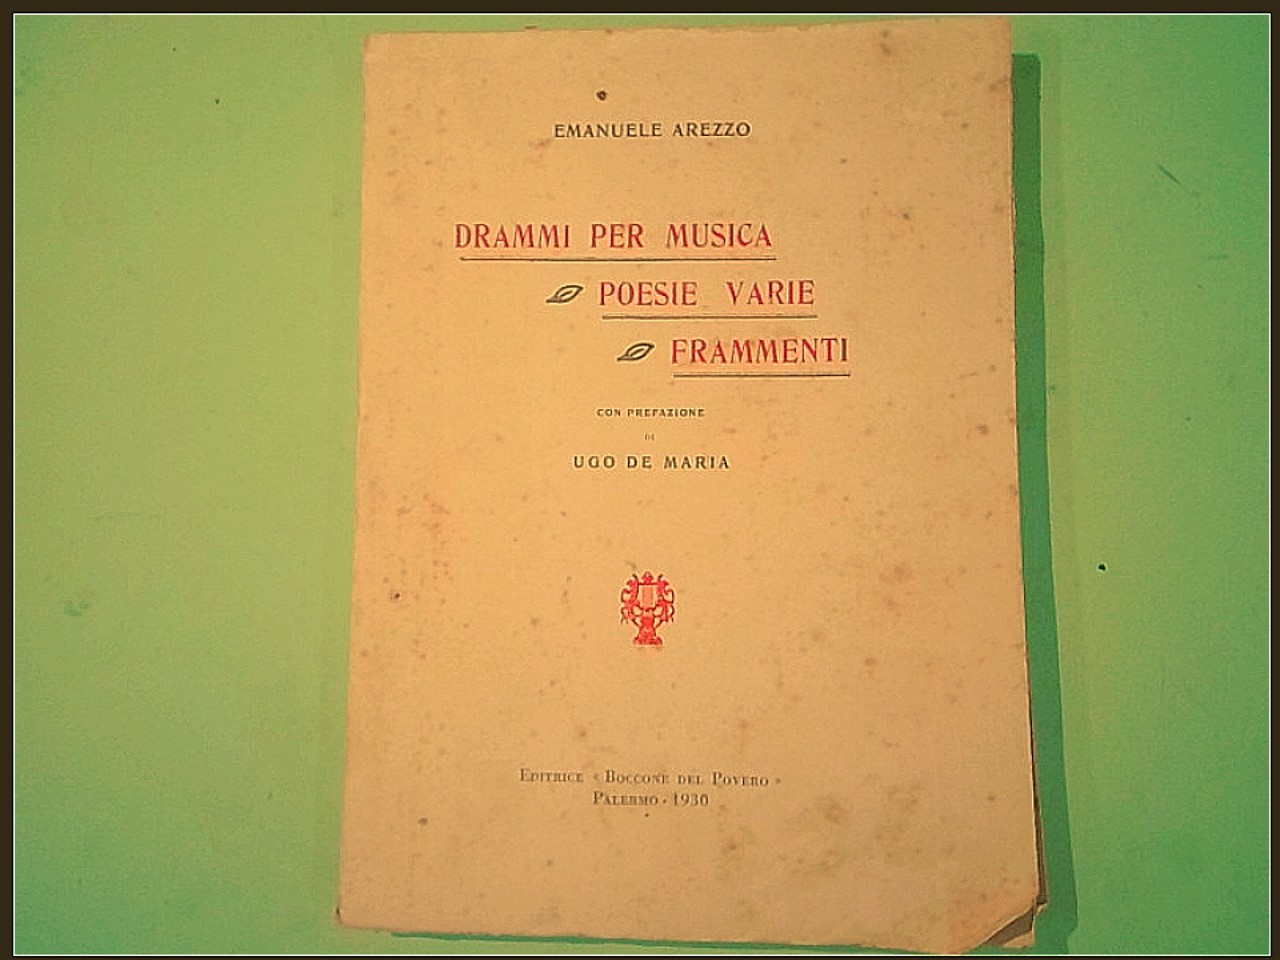 EMANUELE AREZZO
DRAMMI PER MUSICA
POESIE VARIE
FRAMMENTI
CON PREFAZIONE
DI
UGO DE MARIA
EDITRICE « BOCCONE DEL POVERO »
PALERMO - 1930